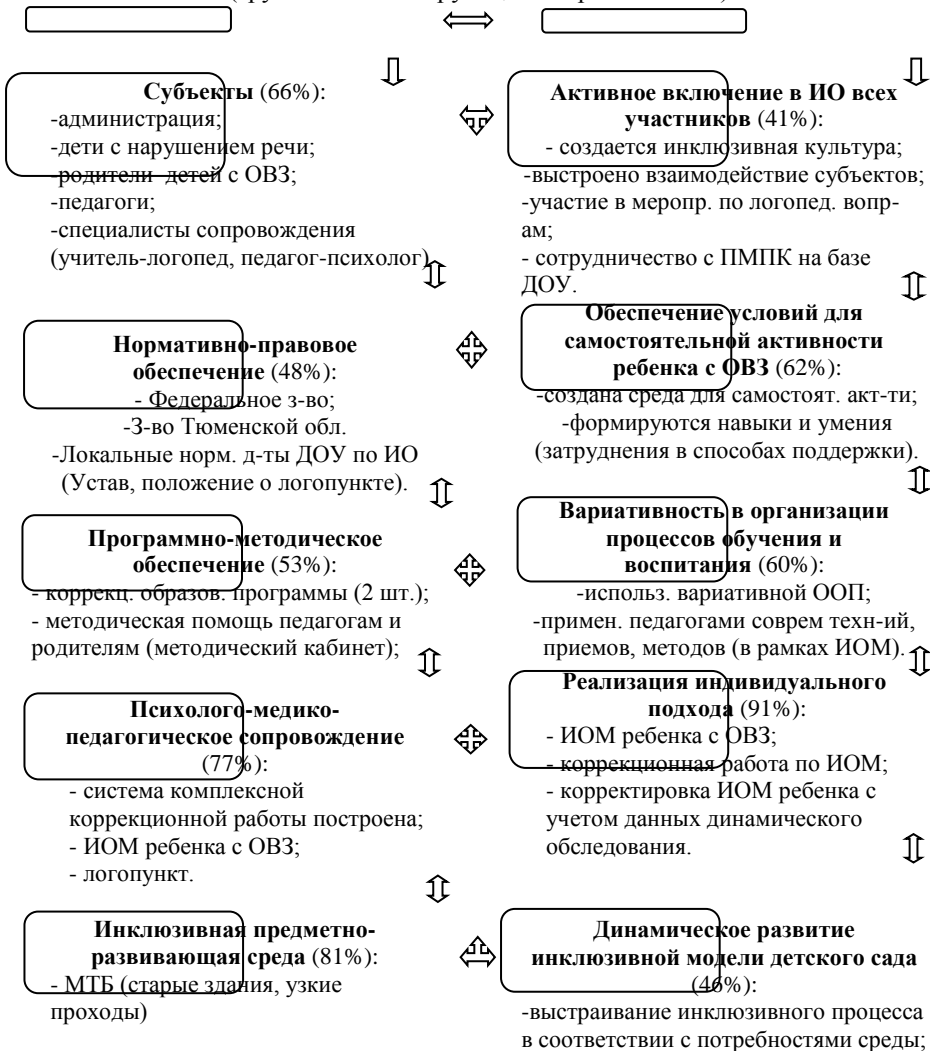 Субъекты (66%):
-администрация;
-дети с нарушением речи;
-родители детей с ОВЗ;
-педагоги;
-специалисты сопровождения
(учитель-логопед, педагог-психолог)
Активное включение в ИО всех
участников (41%):
- создается инклюзивная культура;
-выстроено взаимодействие субъектов;
-участие в меропр. по логопед. вопр-
ам;
- сотрудничество с ПМПК на базе
ДОУ.
Нормативно-правовое
обеспечение (48%):
- Федеральное з-во;
-З-во Тюменской обл.
-Локальные норм. д-ты ДОУ по ИО
(Устав, положение о логопункте).
Обеспечение условий для
самостоятельной активности
ребенка с ОВЗ (62%):
-создана среда для самостоят. акт-ти;
-формируются навыки и умения
(затруднения в способах поддержки).
Программно-методическое
обеспечение (53%):
- коррекц. образов. программы (2 шт.);
- методическая помощь педагогам и
родителям (методический кабинет);
Вариативность в организации
процессов обучения и
воспитания (60%):
-использ. вариативной ООП;
-примен. педагогами соврем техн-ий,
приемов, методов (в рамках ИОМ).
Психолого-медико-
педагогическое сопровождение
(77%):
- система комплексной
коррекционной работы построена;
- ИОМ ребенка с ОВЗ;
- логопункт.
Реализация индивидуального
подхода (91%):
- ИОМ ребенка с ОВЗ;
- коррекционная работа по ИОМ;
- корректировка ИОМ ребенка с
учетом данных динамического
обследования.
Инклюзивная предметно-
развивающая среда (81%):
- МТБ (старые здания, узкие
проходы)
Динамическое развитие
инклюзивной модели детского сада
(46%):
-выстраивание инклюзивного процесса
в соответствии с потребностями среды;